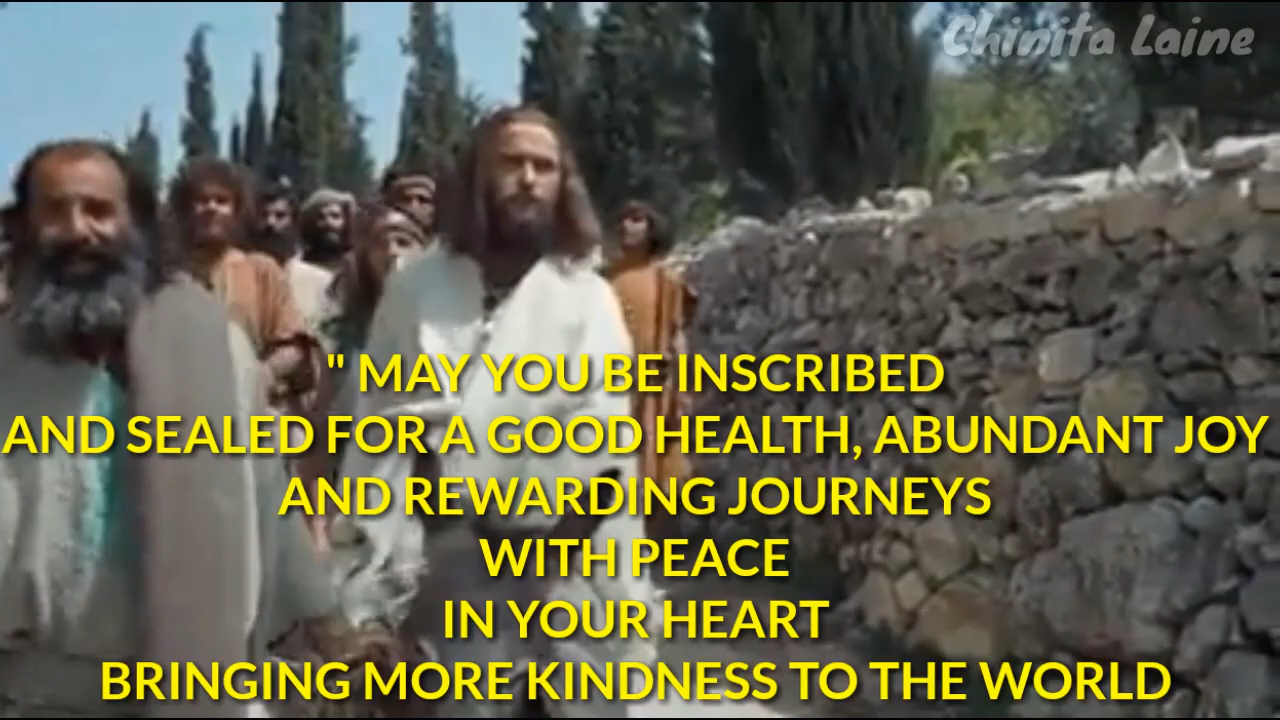 Chinita Laine
" MAY YOU BE INSCRIBED
AND SEALED FOR A GOOD HEALTH, ABUNDANT JOY
AND REWARDING JOURNEYS
WITH PEACE
IN YOUR HEART
BRINGING MORE KINDNESS TO THE WORLD